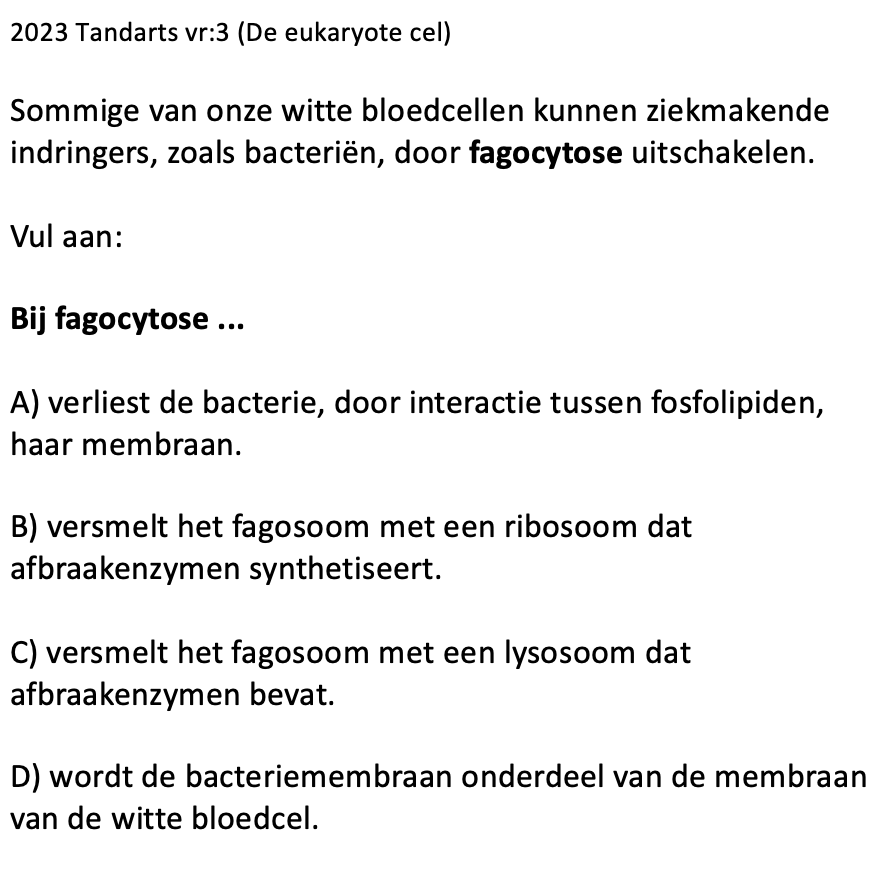 2023 Tandarts vr:3 (De eukaryote cel)
Sommige van onze witte bloedcellen kunnen ziekmakende
indringers, zoals bacteriën, door fagocytose uitschakelen.
Vul aan:
Bij fagocytose ...
A) verliest de bacterie, door interactie tussen fosfolipiden,
haar membraan.
B) versmelt het fagosoom met een ribosoom dat
afbraakenzymen synthetiseert.
C) versmelt het fagosoom met een lysosoom dat
afbraakenzymen bevat.
D) wordt de bacteriemembraan onderdeel van de membraan
van de witte bloedcel.